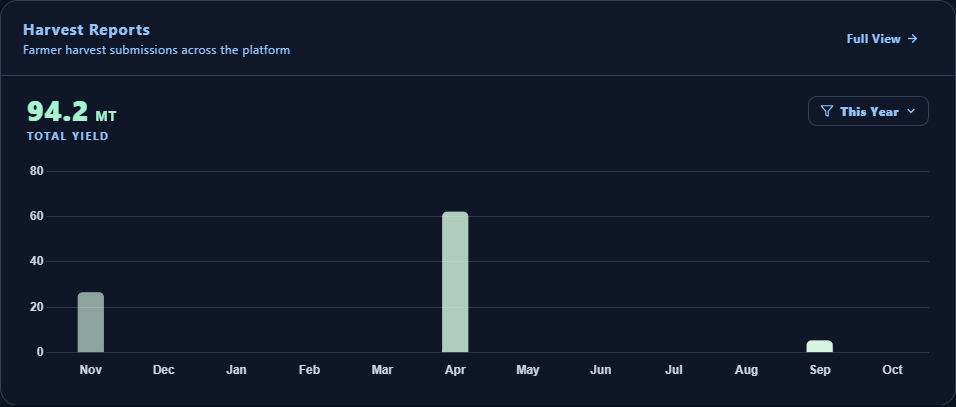 Harvest Reports
Farmer harvest submissions across the platform
Full View →
94.2 MT
TOTAL YIELD
This Year
80
60
40
20
0
Nov Dec Jan Feb Mar Apr May Jun Jul Aug Sep Oct